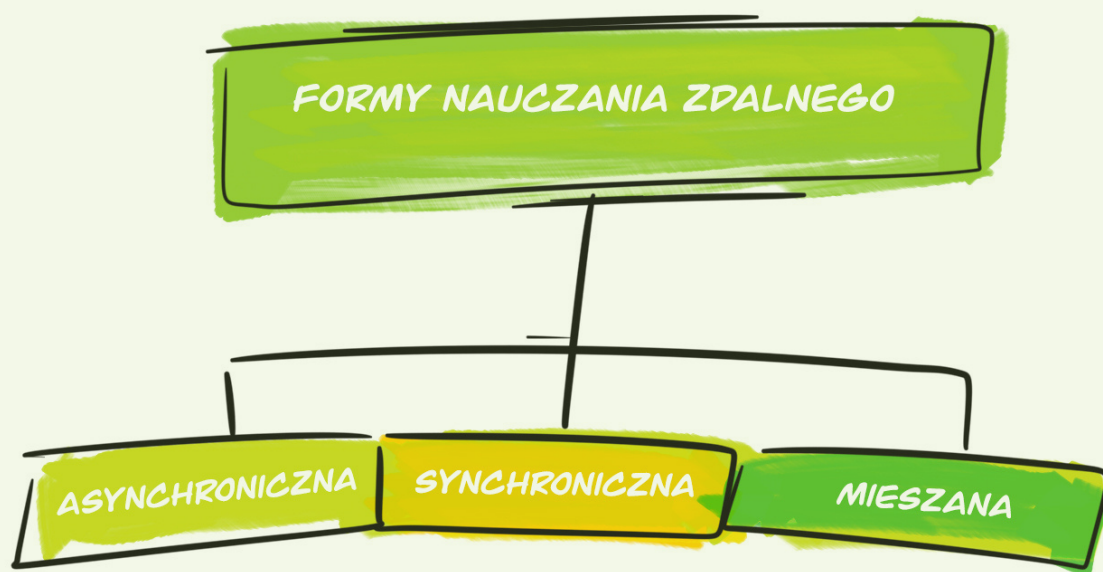 FORMY NAUCZANIA ZDALNEGO
ASYNCHRONICZNA
SYNCHRONICZNA
MIESZANA